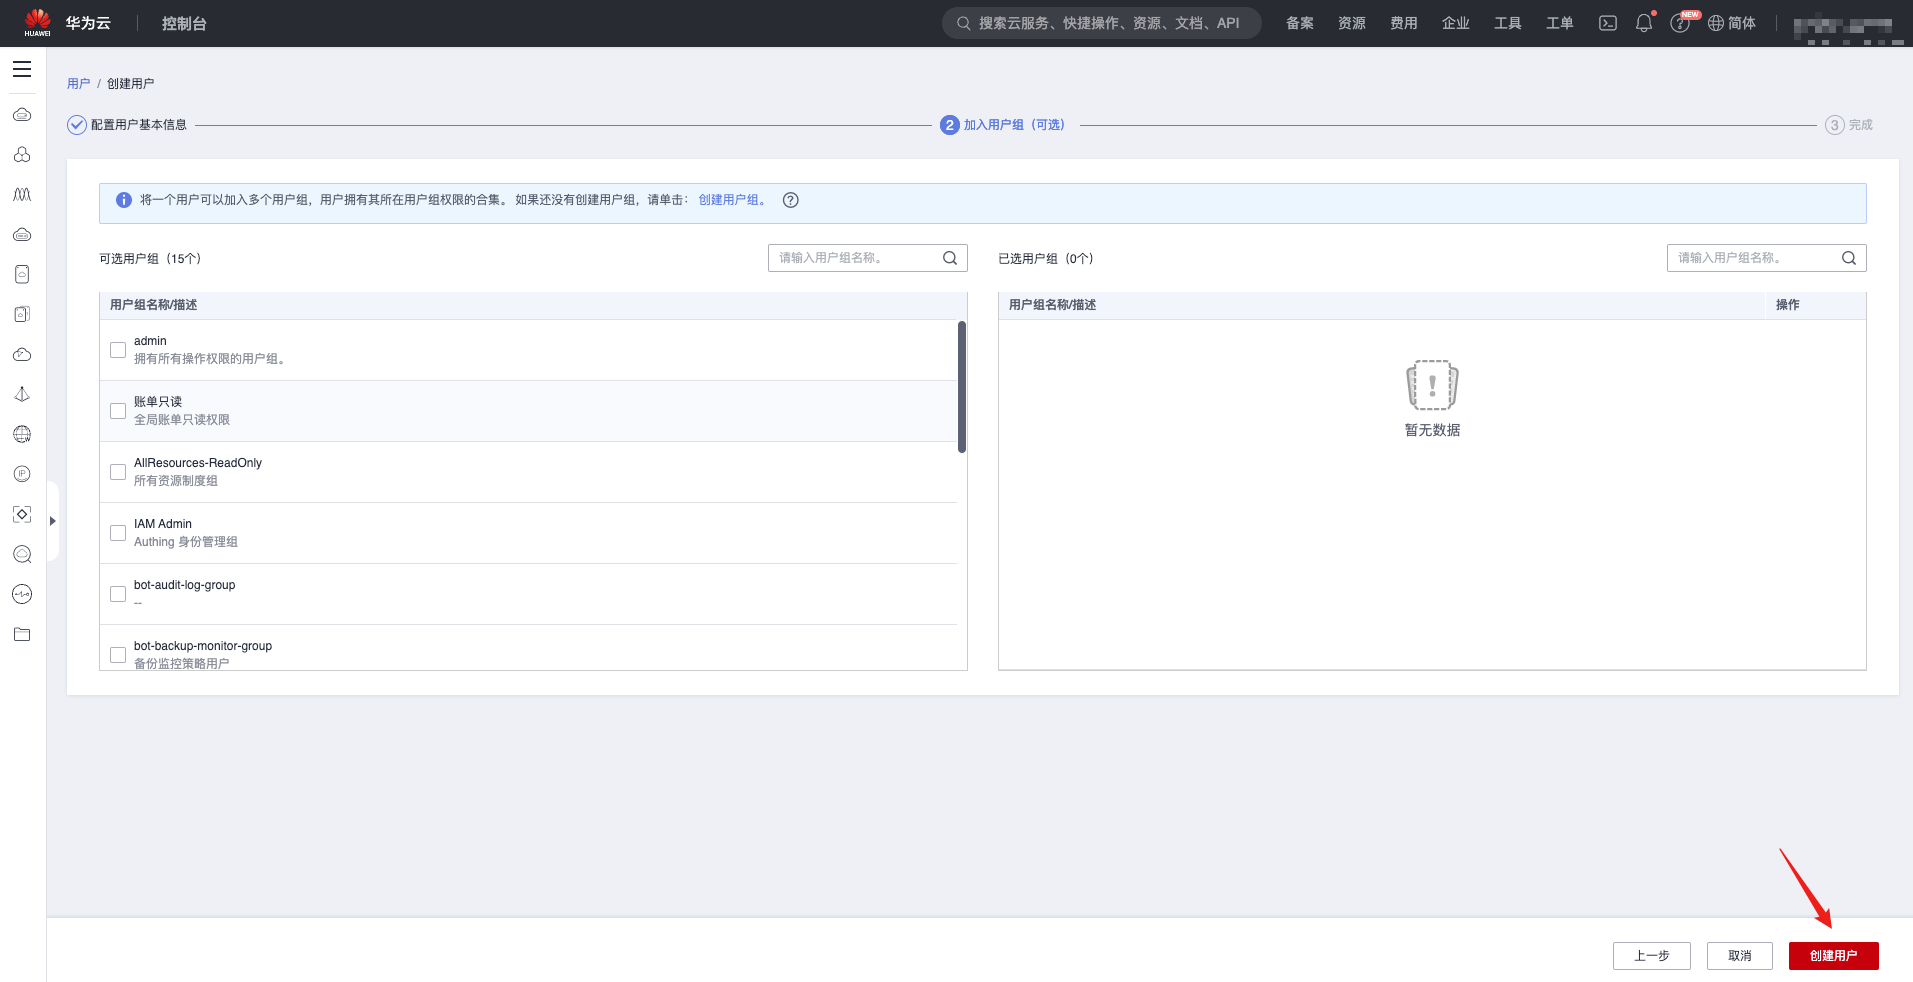 HUAWEI
华为云
控制台
搜索云服务、快捷操作、资源、文档、API
备案
资源
费用
企业
工具
工单
NEW
简体
用户 / 创建用户
配置用户基本信息
2 加入用户组（可选）
3 完成
将一个用户可以加入多个用户组，用户拥有其所在用户组权限的合集。 如果还没有创建用户组，请单击： 创建用户组。
可选用户组（15个）
请输入用户组名称。
用户组名称/描述
admin
拥有所有操作权限的用户组。
账单只读
全局账单只读权限
AllResources-ReadOnly
所有资源制度组
IAM Admin
Authing 身份管理组
bot-audit-log-group
--
bot-backup-monitor-group
备份监控策略用户
已选用户组（0个）
请输入用户组名称。
用户组名称/描述
操作
暂无数据
上一步
取消
创建用户